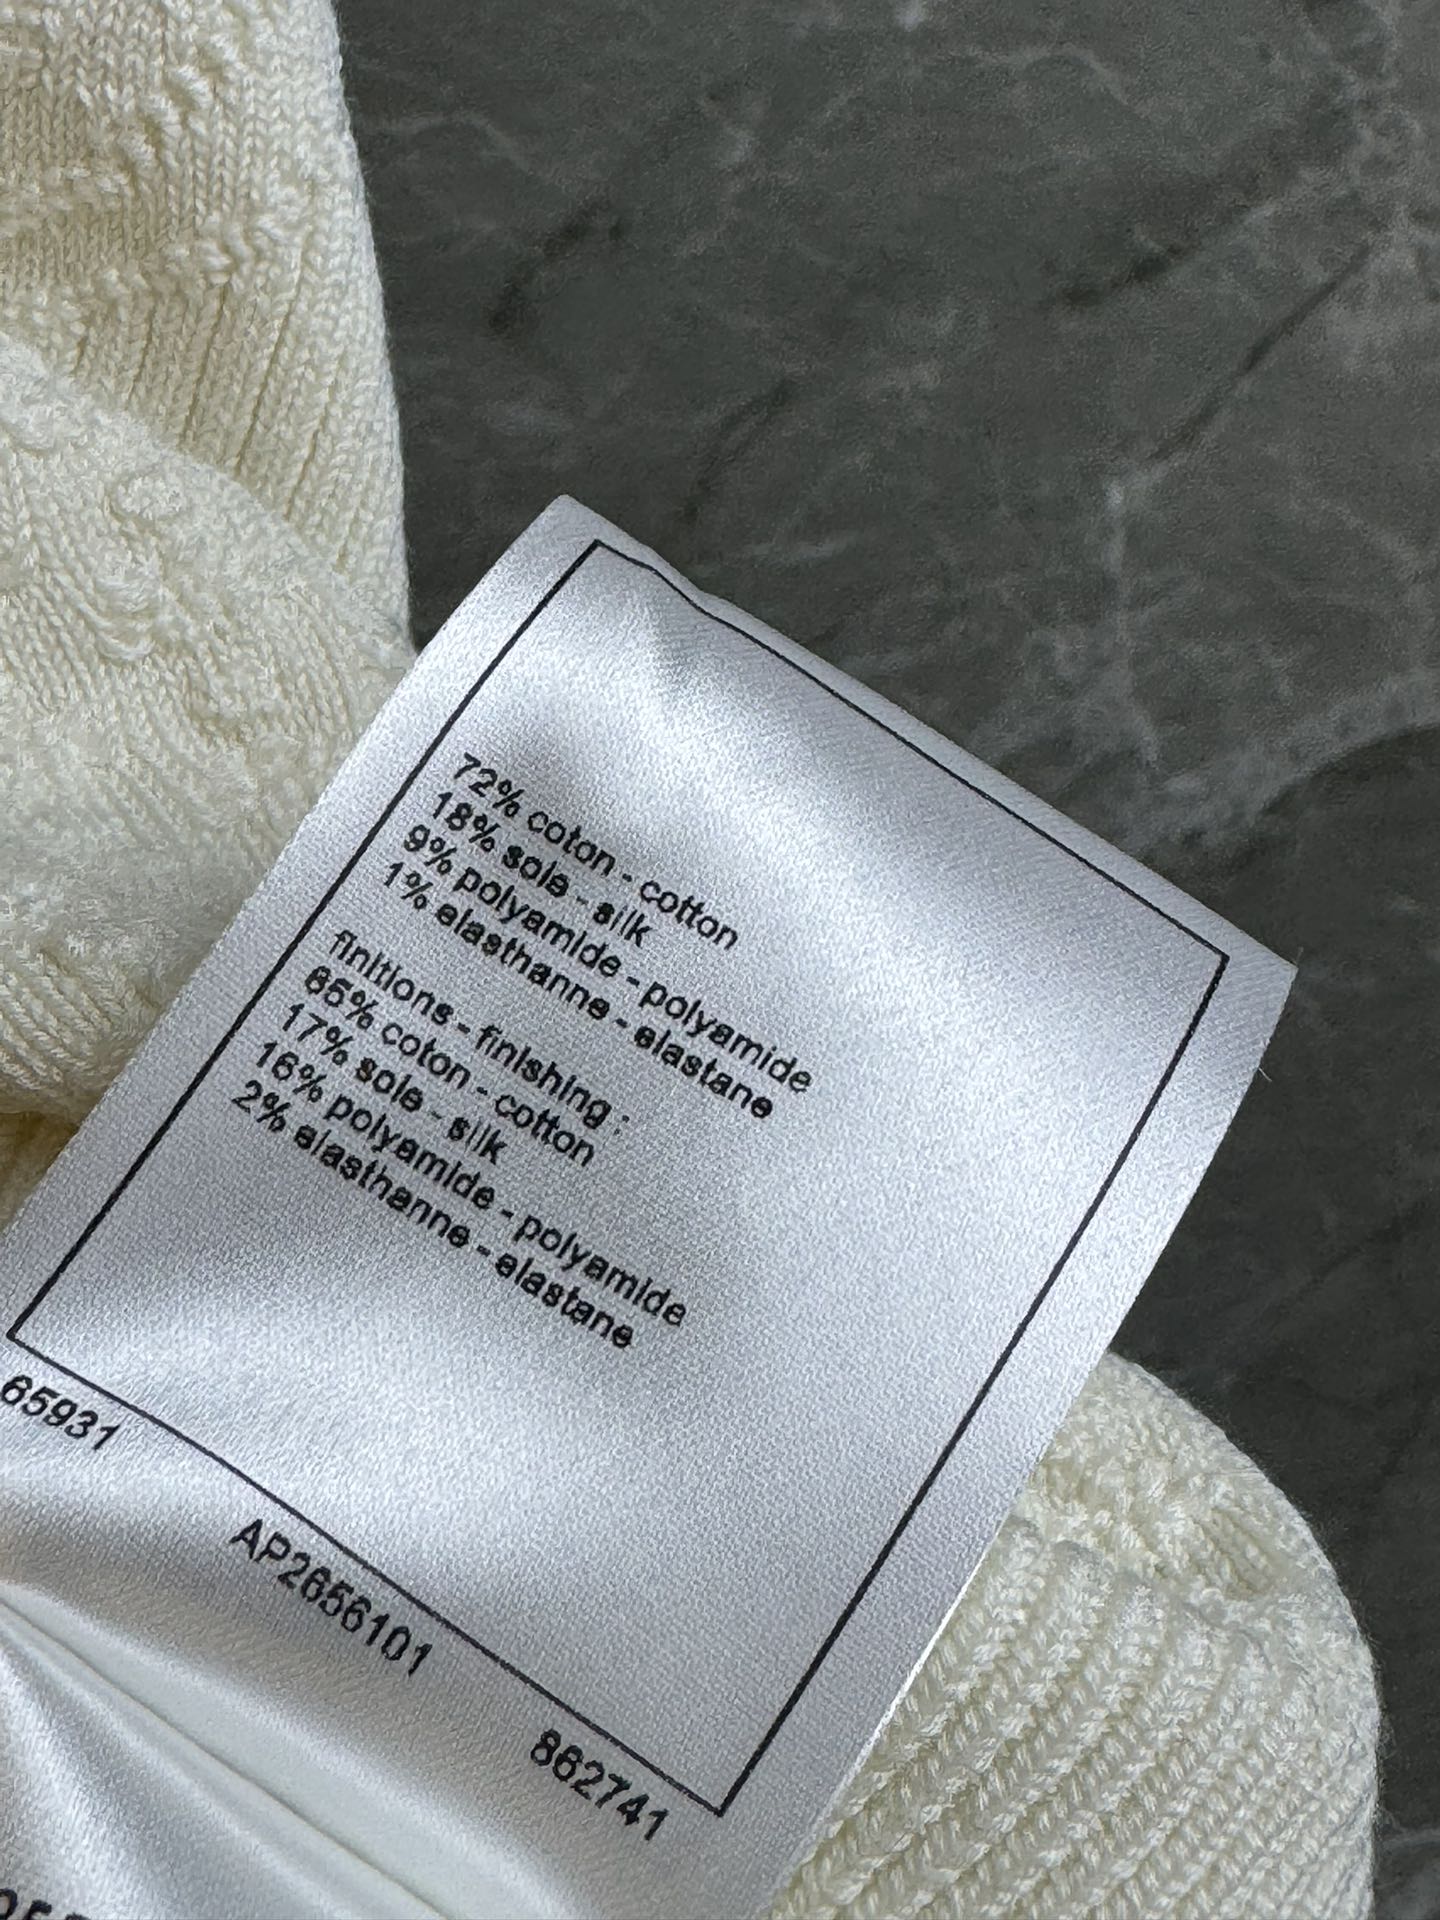 72% coton - cotton
18% soie - silk
9% polyamide - polyamide
1% elasthanne - elastane
finitions - finishing :
65% coton - cotton
17% soie - silk
16% polyamide - polyamide
2% elasthanne - elastane
65931
AP2656101
862741